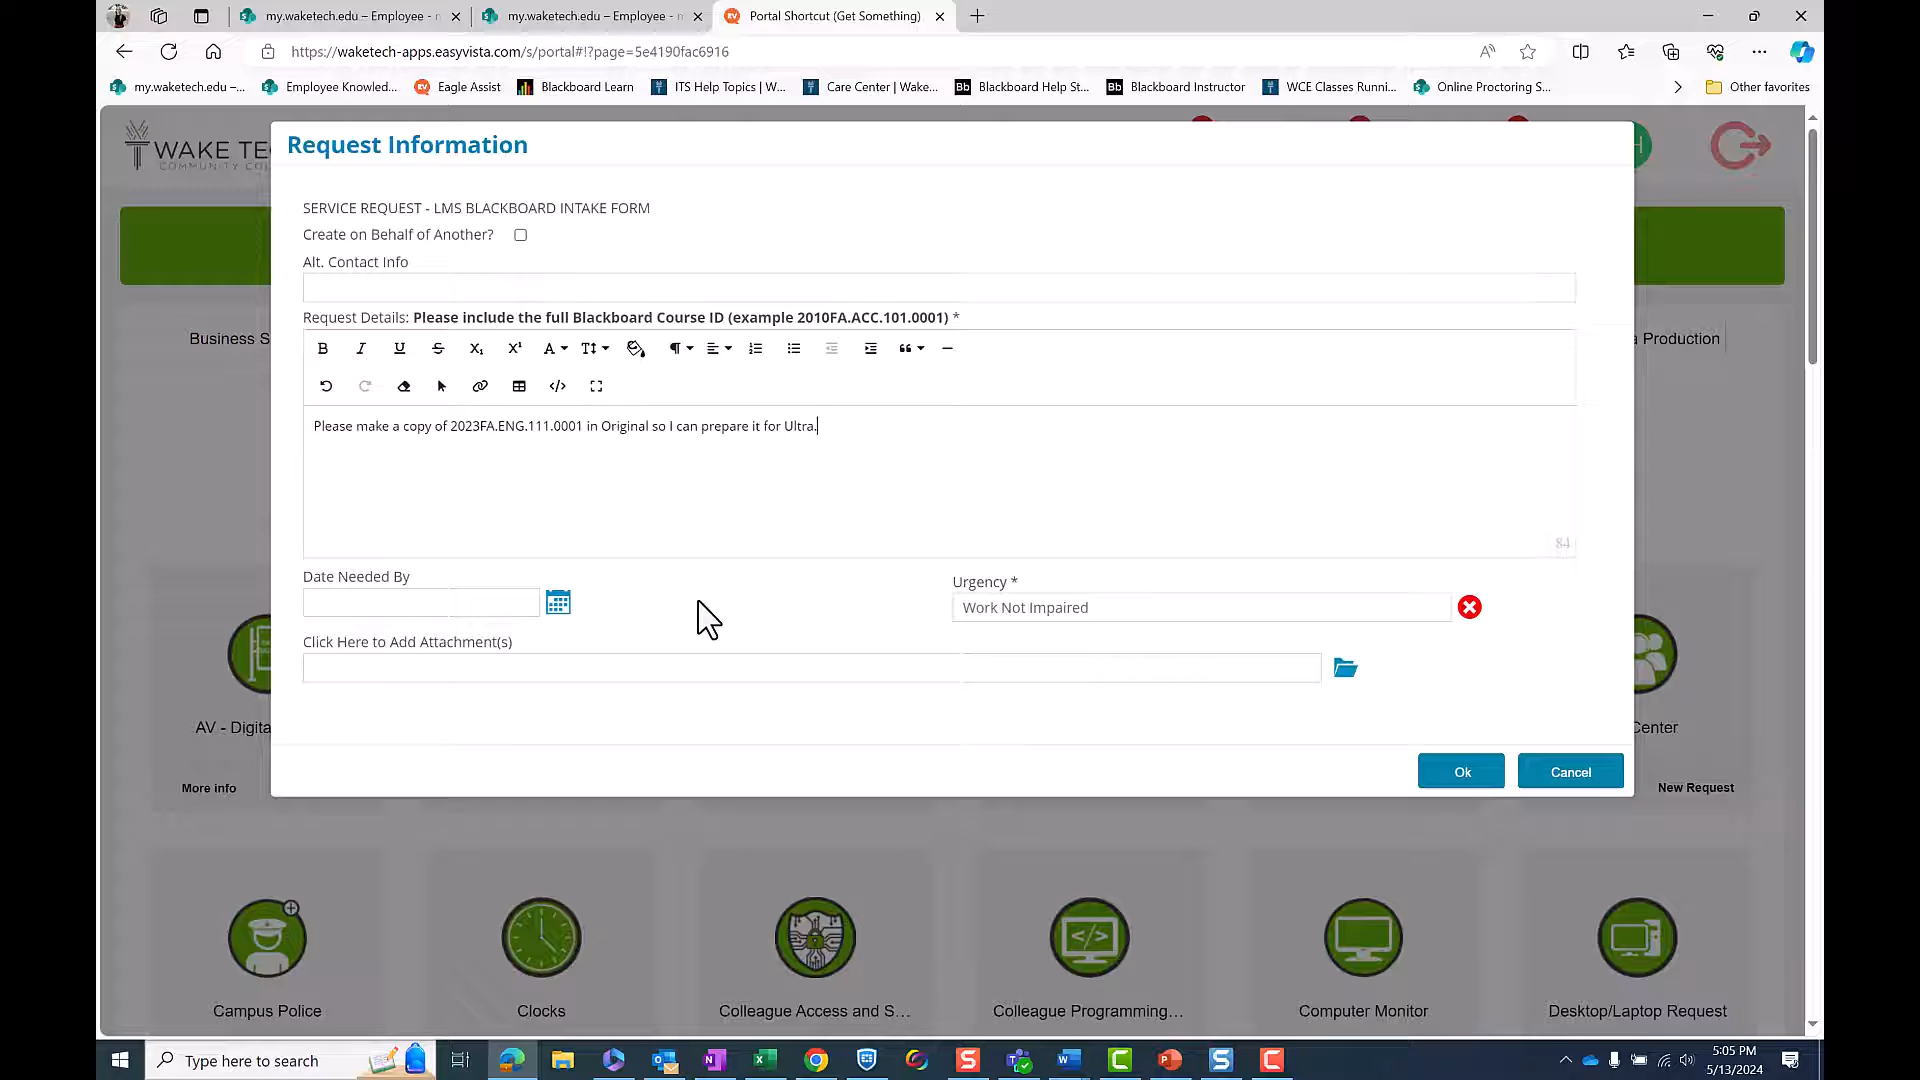 my.waketech.edu – Employee -
my.waketech.edu – Employee -
Portal Shortcut (Get Something)
https://waketech-apps.easyvista.com/s/portal#!?page=5e4190fac6916
my.waketech.edu –...
Employee Knowled...
Eagle Assist
Blackboard Learn
ITS Help Topics | W...
Care Center | Wake...
Bb Blackboard Help St...
Bb Blackboard Instructor
WCE Classes Runni...
Online Proctoring S...
Other favorites
WAKE TE
COMMUNITY CO
Request Information
SERVICE REQUEST - LMS BLACKBOARD INTAKE FORM
Create on Behalf of Another?
Alt. Contact Info
Request Details: Please include the full Blackboard Course ID (example 2010FA.ACC.101.0001) *
Business S
Production
Please make a copy of 2023FA.ENG.111.0001 in Original so I can prepare it for Ultra.
84
Date Needed By
Urgency *
Work Not Impaired
Click Here to Add Attachment(s)
AV - Digita
Center
Ok
Cancel
More info
New Request
Campus Police
Clocks
Colleague Access and S...
Colleague Programming...
Computer Monitor
Desktop/Laptop Request
Type here to search
5:05 PM
5/13/2024